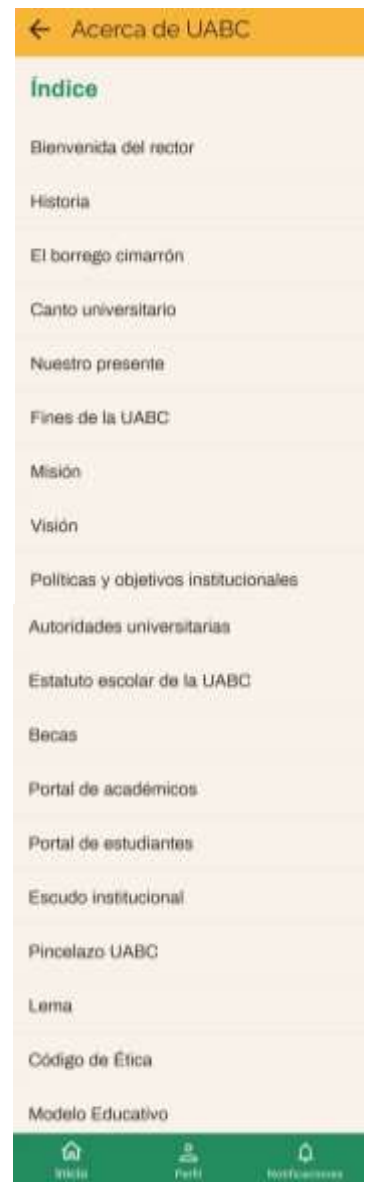 Acerca de UABC
Índice
Bienvenida del rector
Historia
El borrego cimarrón
Canto universitario
Nuestro presente
Fines de la UABC
Misión
Visión
Políticas y objetivos institucionales
Autoridades universitarias
Estatuto escolar de la UABC
Becas
Portal de académicos
Portal de estudiantes
Escudo institucional
Pincelazo UABC
Lema
Código de Ética
Modelo Educativo
Inicio Perfil Notificaciones